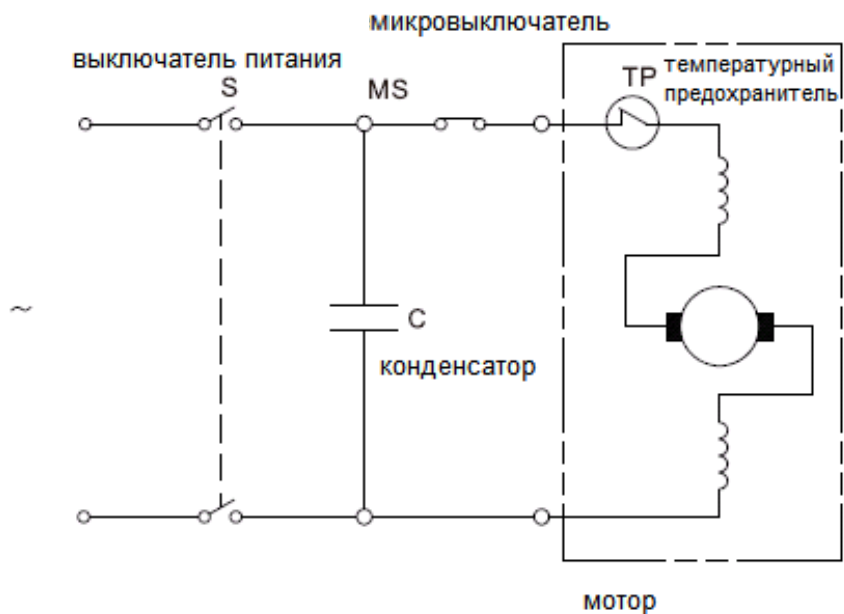 микровыключатель
выключатель питания
S
MS
TP
температурный
предохранитель
~
C
конденсатор
мотор